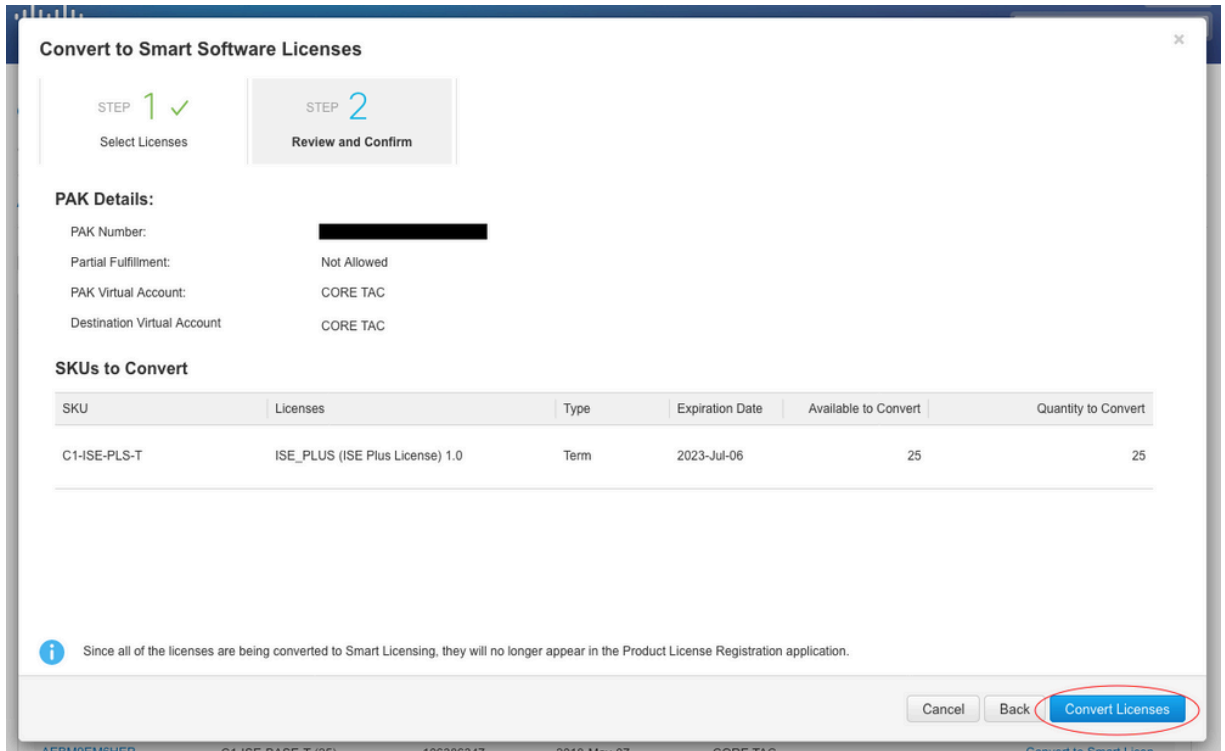 Convert to Smart Software Licenses
STEP 1 STEP 2
Select Licenses Review and Confirm
PAK Details:
PAK Number:
Partial Fulfillment: Not Allowed
PAK Virtual Account: CORE TAC
Destination Virtual Account CORE TAC
SKUs to Convert
SKU Licenses Type Expiration Date Available to Convert Quantity to Convert
C1-ISE-PLS-T ISE_PLUS (ISE Plus License) 1.0 Term 2023-Jul-06 25 25
Since all of the licenses are being converted to Smart Licensing, they will no longer appear in the Product License Registration application.
Cancel Back Convert Licenses
CORE TAC